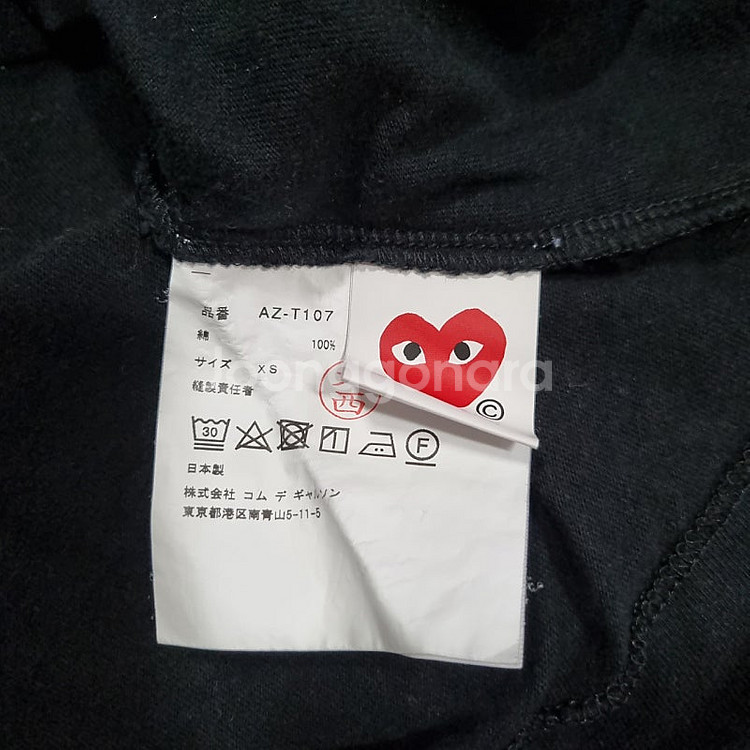 品番 AZ-T107
綿 100%
サイズ XS
縫製責任者
西
30
1
F
日本製
株式会社 コム デ ギャルソン
東京都港区南青山5-11-5
©
joongonara